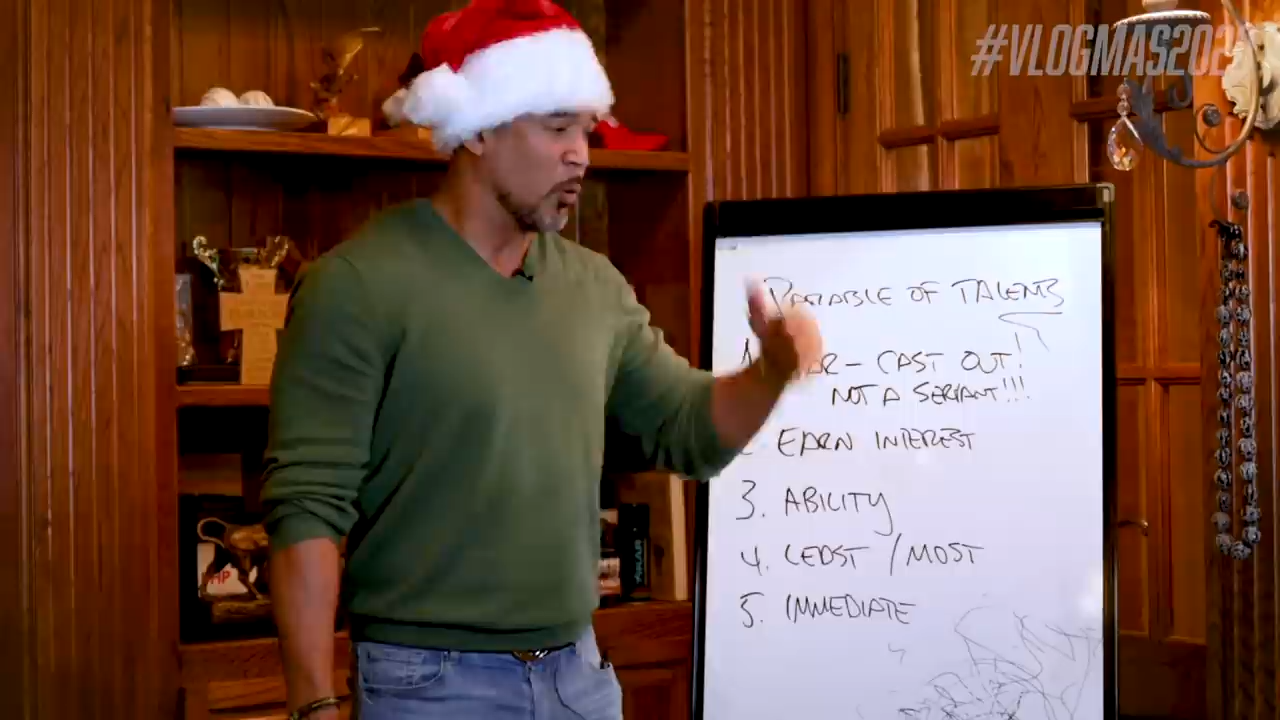 #VLOGMAS202
PARABLE OF TALENTS
CAST OUT!
NOT A SERVANT!!!
EARN INTEREST
3. ABILITY
4. LEAST / MOST
5. IMMEDIATE